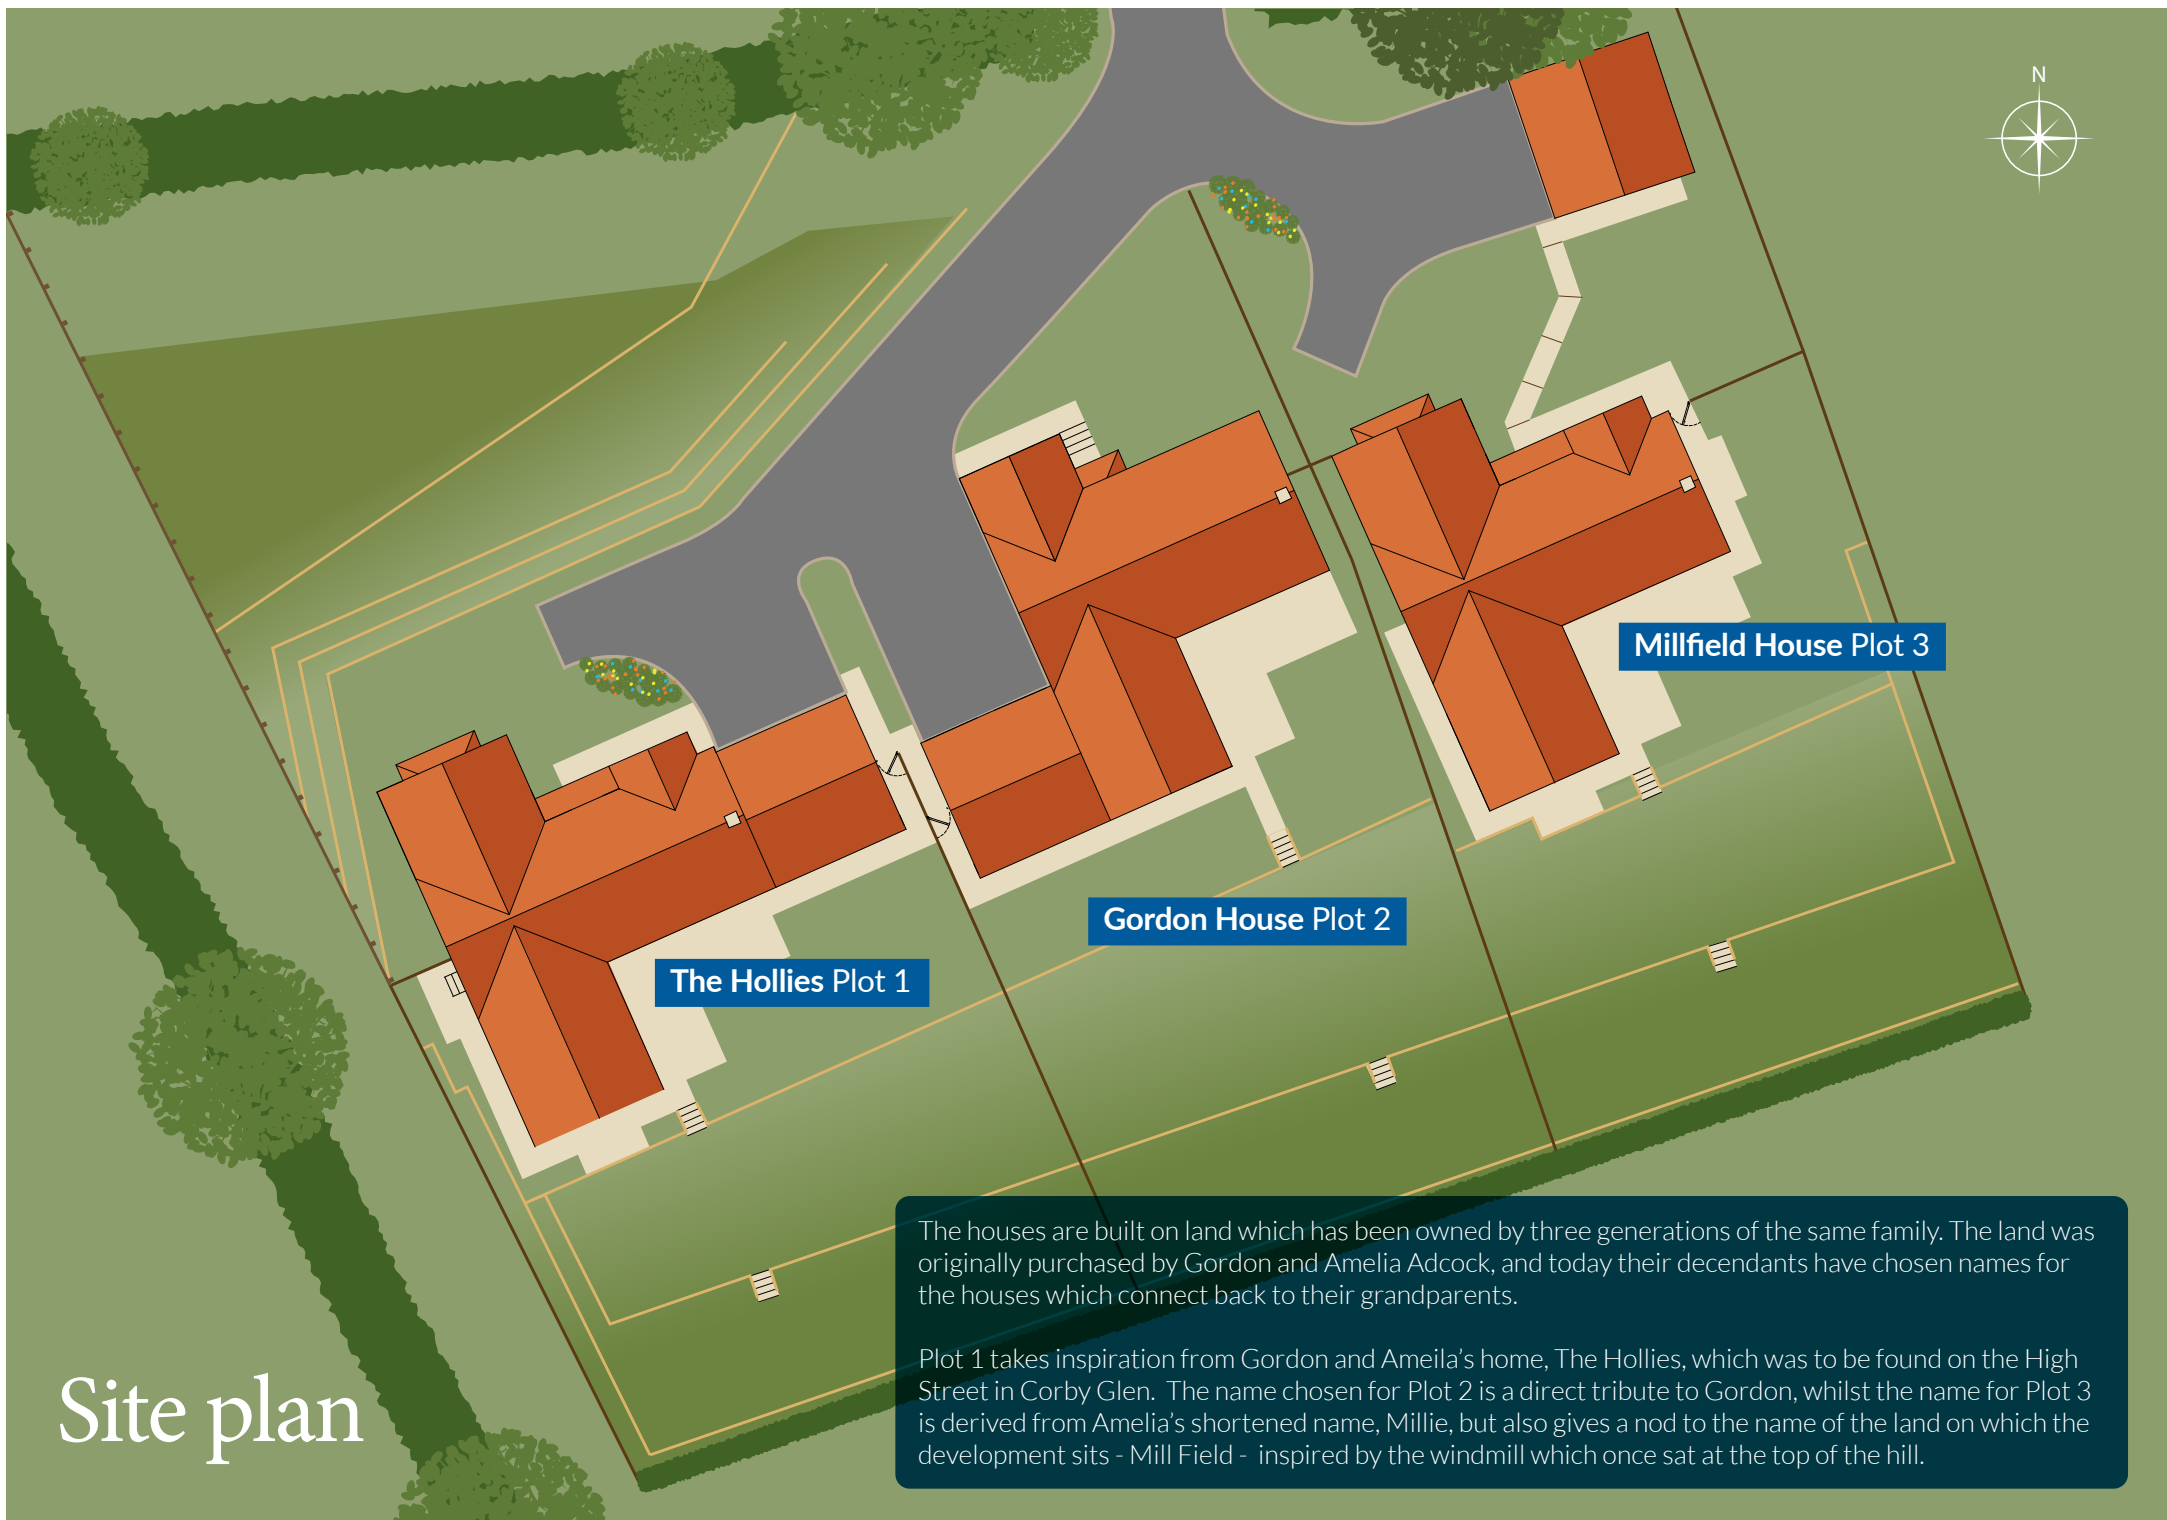 N
Millfield House Plot 3
Gordon House Plot 2
The Hollies Plot 1
The houses are built on land which has been owned by three generations of the same family. The land was
originally purchased by Gordon and Amelia Adcock, and today their decendants have chosen names for
the houses which connect back to their grandparents.
Plot 1 takes inspiration from Gordon and Ameila’s home, The Hollies, which was to be found on the High
Street in Corby Glen.  The name chosen for Plot 2 is a direct tribute to Gordon, whilst the name for Plot 3
is derived from Amelia’s shortened name, Millie, but also gives a nod to the name of the land on which the
development sits - Mill Field -  inspired by the windmill which once sat at the top of the hill.
Site plan